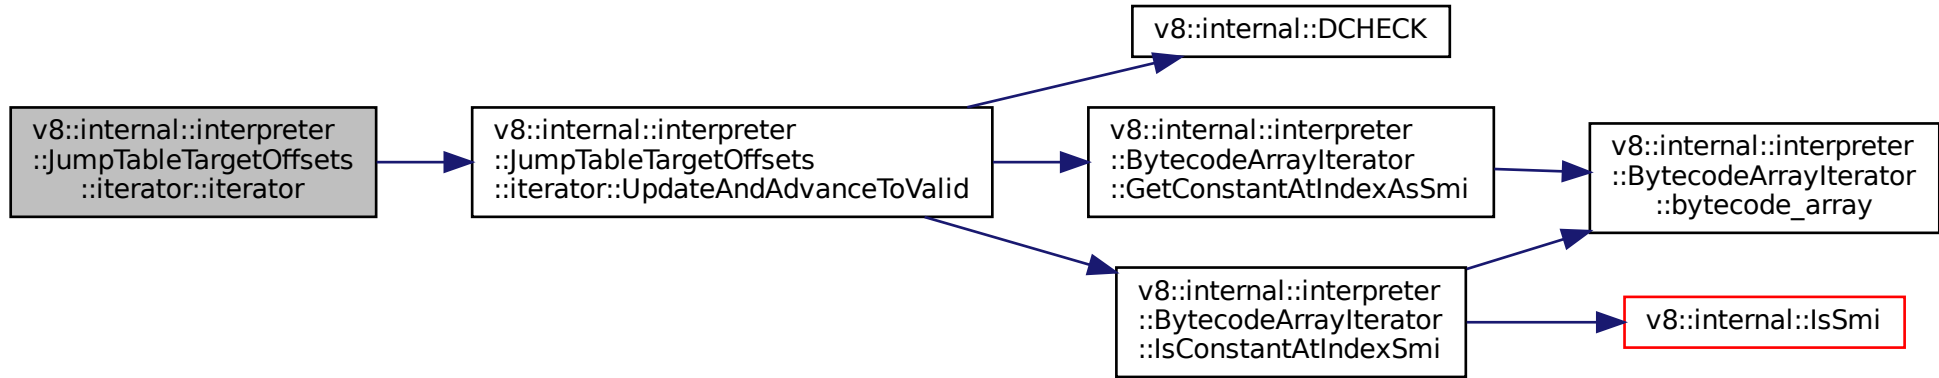 v8::internal::interpreter
::JumpTableTargetOffsets
::iterator::iterator
v8::internal::interpreter
::JumpTableTargetOffsets
::iterator::UpdateAndAdvanceToValid
v8::internal::DCHECK
v8::internal::interpreter
::BytecodeArrayIterator
::GetConstantAtIndexAsSmi
v8::internal::interpreter
::BytecodeArrayIterator
::IsConstantAtIndexSmi
v8::internal::interpreter
::BytecodeArrayIterator
::bytecode_array
v8::internal::IsSmi